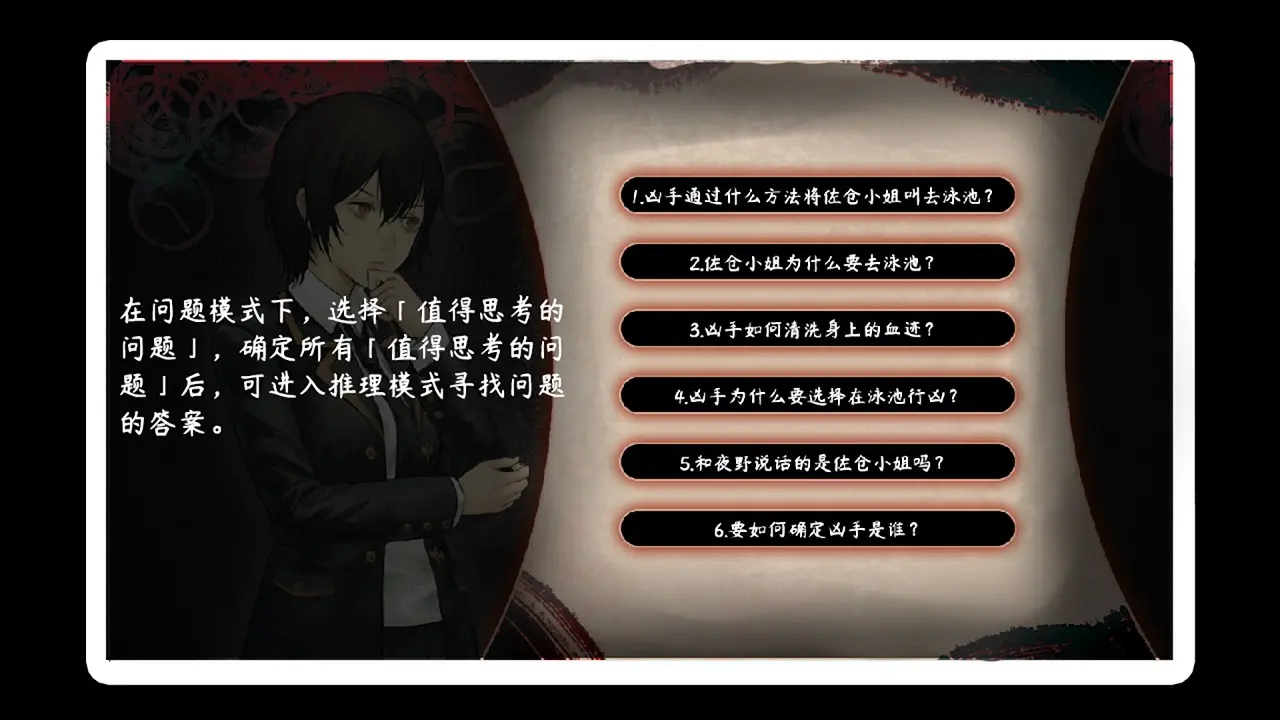 在问题模式下，选择「值得思考的
问题」，确定所有「值得思考的问
题」后，可进入推理模式寻找问题
的答案。
1.凶手通过什么方法将佐仓小姐叫去泳池？
2.佐仓小姐为什么要去泳池？
3.凶手如何清洗身上的血迹？
4.凶手为什么要选择在泳池行凶？
5.和夜野说话的是佐仓小姐吗？
6.要如何确定凶手是谁？